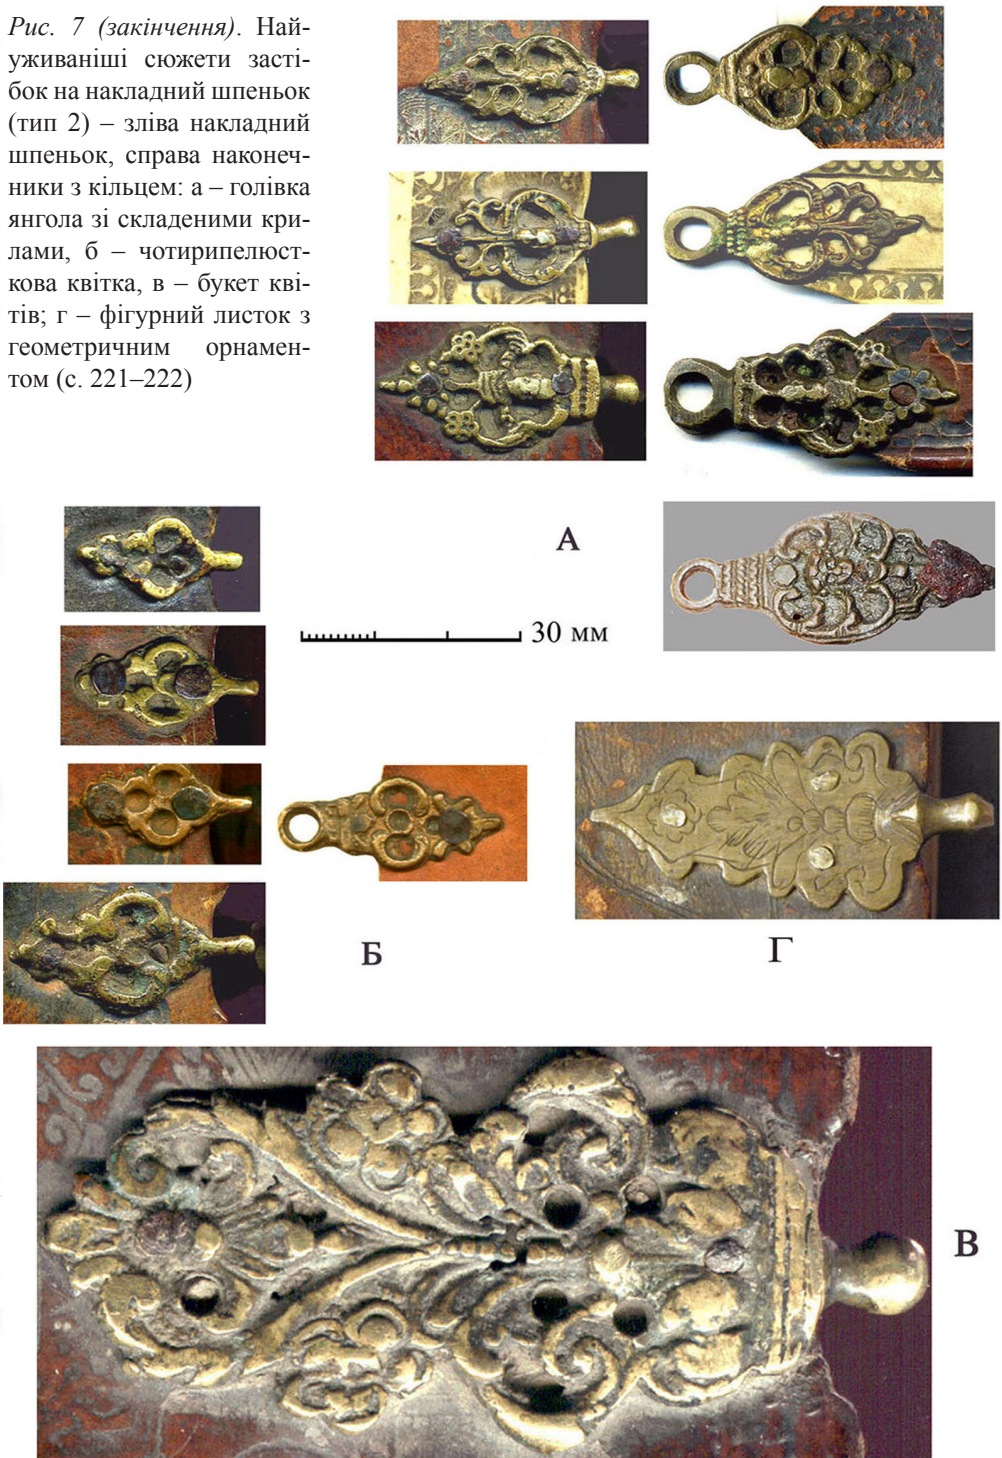 Рис. 7 (закінчення). Най-
уживаніші сюжети засті-
бок на накладний шпеньок
(тип 2) – зліва накладний
шпеньок, справа наконеч-
ники з кільцем: а – голівка
янгола зі складеними кри-
лами, б – чотирипелюст-
кова квітка, в – букет кві-
тів; г – фігурний листок з
геометричним орнамен-
том (с. 221–222)
А
30 мм
Б
Г
В